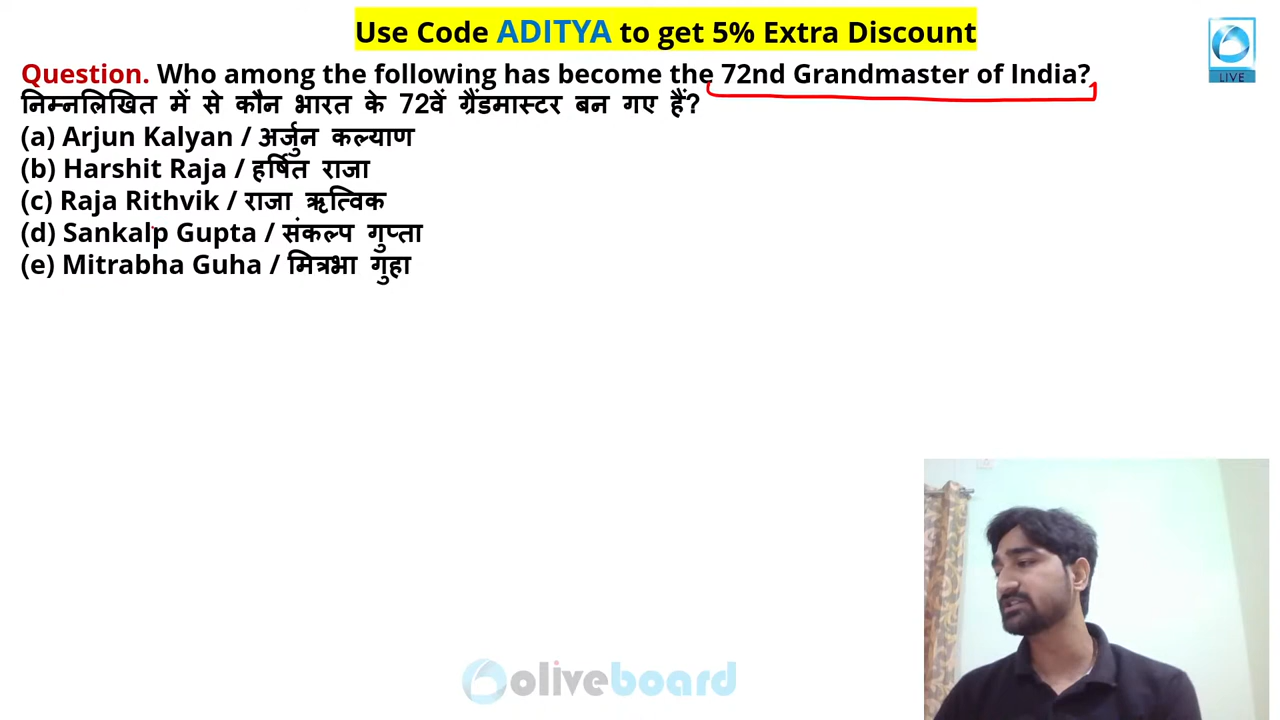 Use Code ADITYA to get 5% Extra Discount
LIVE
Question. Who among the following has become the 72nd Grandmaster of India?
निम्नलिखित में से कौन भारत के 72वें ग्रैंडमास्टर बन गए हैं?
(a) Arjun Kalyan / अर्जुन कल्याण
(b) Harshit Raja / हर्षित राजा
(c) Raja Rithvik / राजा ऋत्विक
(d) Sankalp Gupta / संकल्प गुप्ता
(e) Mitrabha Guha / मित्रभा गुहा
oliveboard